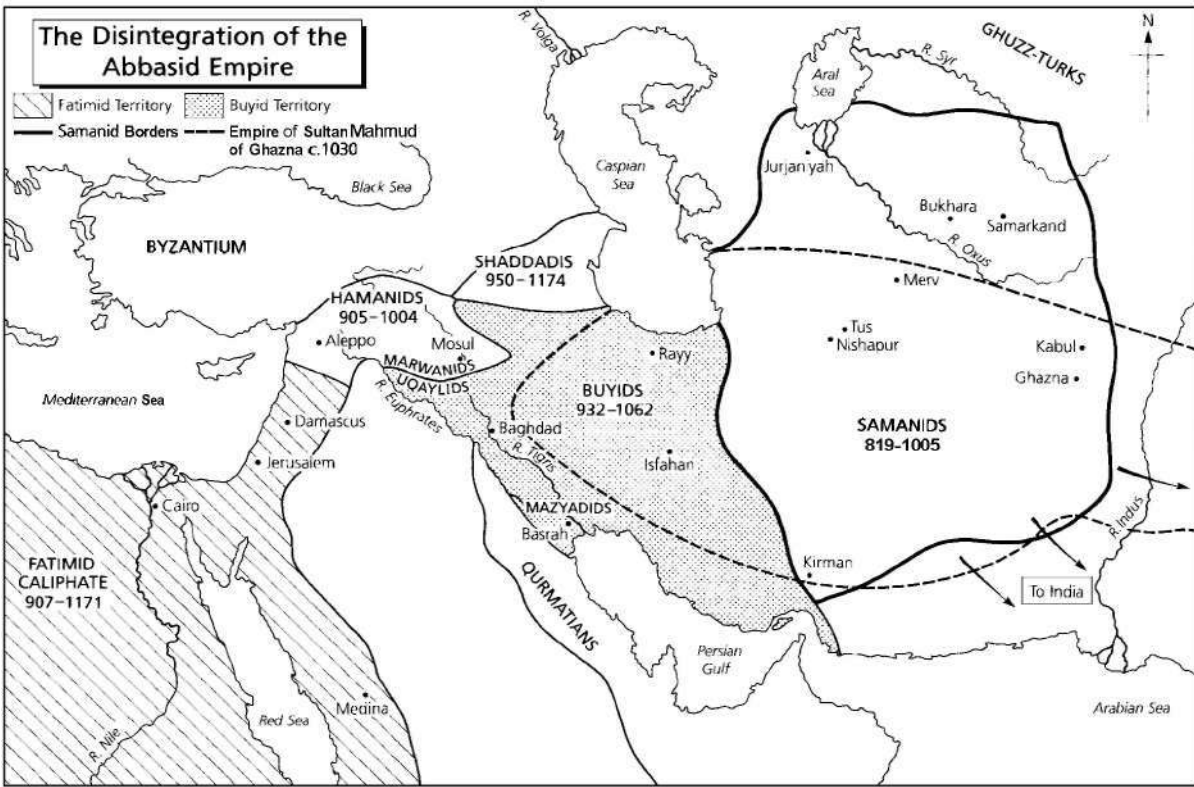 The Disintegration of the
Abbasid Empire
Fatimid Territory
Buyid Territory
Samanid Borders
Empire of Sultan Mahmud
of Ghazna c.1030
N
R. Volga
GHUZZ-TURKS
R. Syr
Aral
Sea
Jurjaniyah
Caspian
Sea
Black Sea
Bukhara
Samarkand
R. Oxus
BYZANTIUM
SHADDADIS
950–1174
Merv
HAMANIDS
905–1004
Aleppo
Mosul
MARWANIDS
UQAYLIDS
R. Euphrates
Tus
Nishapur
Rayy
Kabul
Ghazna
BUYIDS
932–1062
Mediterranean Sea
Damascus
Baghdad
R. Tigris
SAMANIDS
819-1005
Jerusalem
Isfahan
Cairo
MAZYADIDS
Basrah
R. Indus
FATIMID
CALIPHATE
907–1171
QURMATIANS
Kirman
To India
Persian
Gulf
Medina
Red Sea
R. Nile
Arabian Sea